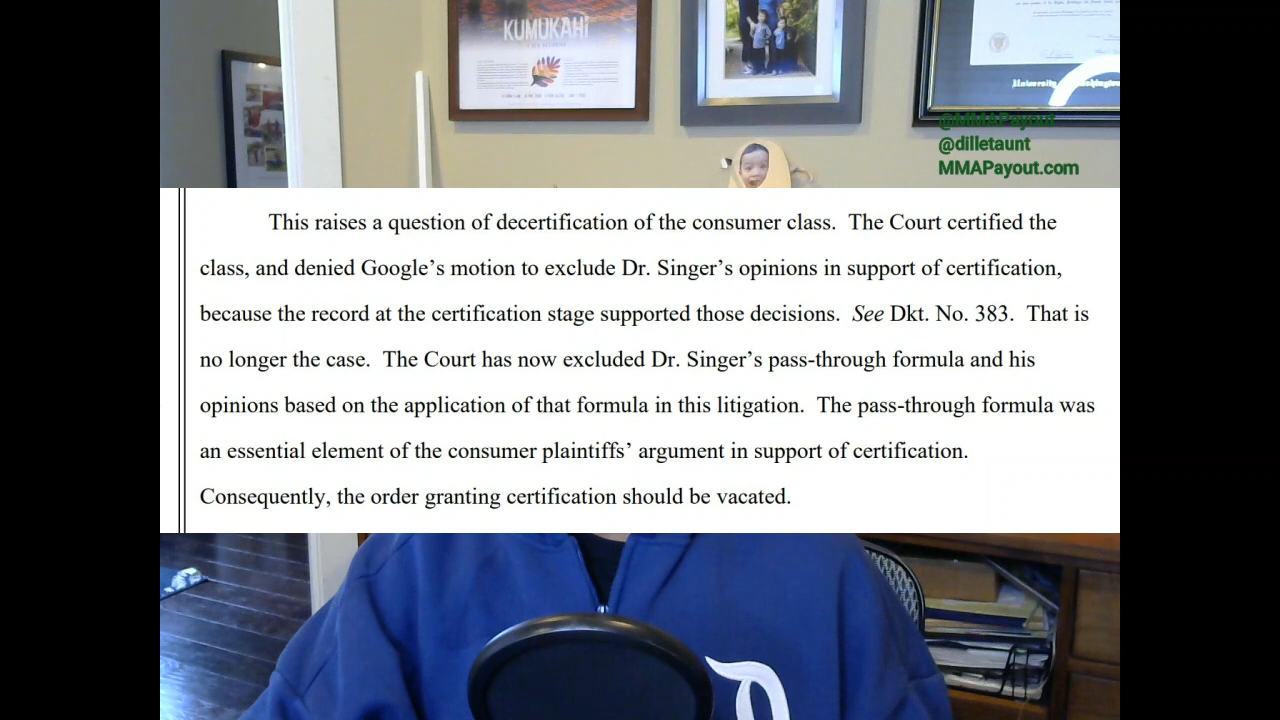 KUMUKAHI
University
@MMAPayout
@dilletaunt
MMAPayout.com
This raises a question of decertification of the consumer class. The Court certified the
class, and denied Google’s motion to exclude Dr. Singer’s opinions in support of certification,
because the record at the certification stage supported those decisions. See Dkt. No. 383. That is
no longer the case. The Court has now excluded Dr. Singer’s pass-through formula and his
opinions based on the application of that formula in this litigation. The pass-through formula was
an essential element of the consumer plaintiffs’ argument in support of certification.
Consequently, the order granting certification should be vacated.
D